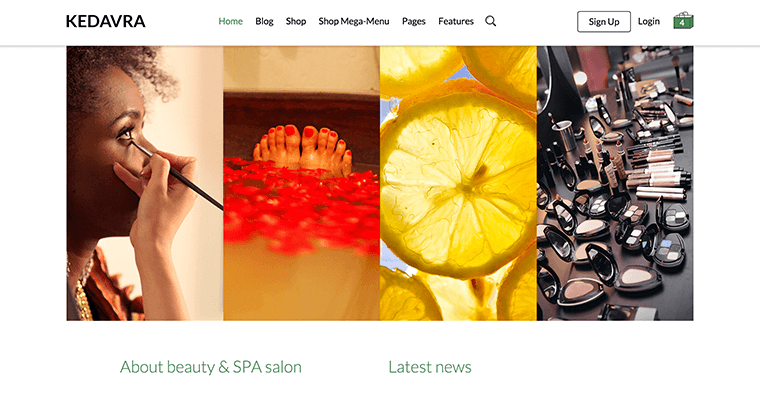 KEDAVRA Home Blog Shop Shop Mega-Menu Pages Features Sign Up Login 4
About beauty & SPA salon
Latest news